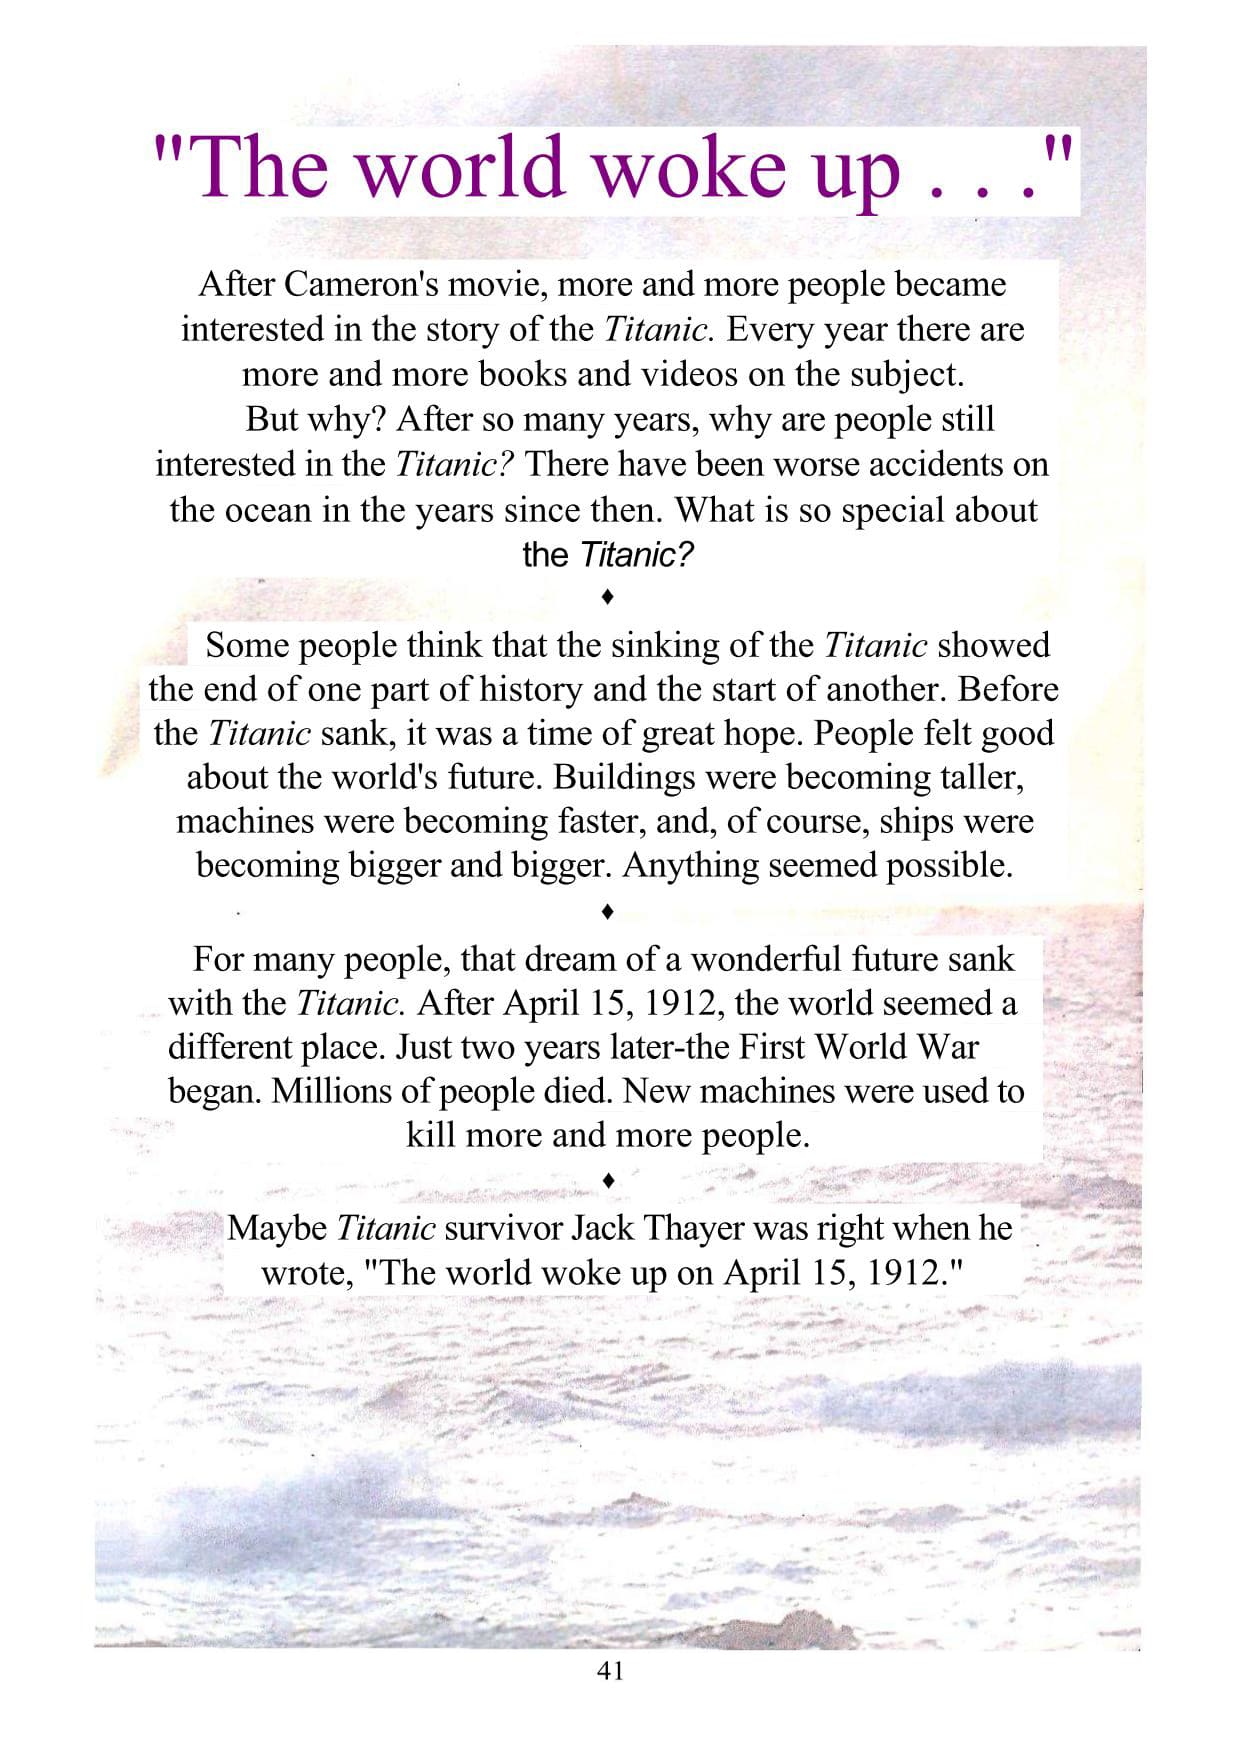 "The world woke up . . ."
After Cameron's movie, more and more people became
interested in the story of the Titanic. Every year there are
more and more books and videos on the subject.
But why? After so many years, why are people still
interested in the Titanic? There have been worse accidents on
the ocean in the years since then. What is so special about
the Titanic?
♦
Some people think that the sinking of the Titanic showed
the end of one part of history and the start of another. Before
the Titanic sank, it was a time of great hope. People felt good
about the world's future. Buildings were becoming taller,
machines were becoming faster, and, of course, ships were
becoming bigger and bigger. Anything seemed possible.
♦
For many people, that dream of a wonderful future sank
with the Titanic. After April 15, 1912, the world seemed a
different place. Just two years later-the First World War
began. Millions of people died. New machines were used to
kill more and more people.
♦
Maybe Titanic survivor Jack Thayer was right when he
wrote, "The world woke up on April 15, 1912."
41